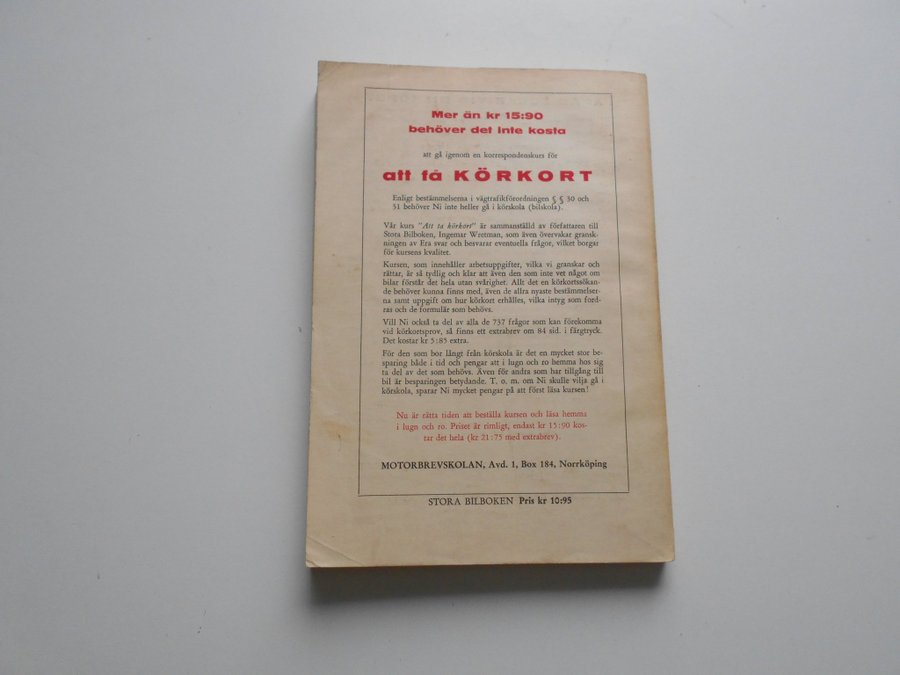 Mer än kr 15:90
behöver det inte kosta
att gå igenom en korrespondenskurs för
att få KÖRKORT
Enligt bestämmelserna i vägtrafikförordningen § § 30 och
31 behöver Ni inte heller gå i körskola (bilskola).
Vår kurs "Att ta körkort" är sammanställd av författaren till
Stora Bilboken, Ingemar Wretman, som även övervakar gransk-
ningen av Era svar och besvarar eventuella frågor, vilket borgar
för kursens kvalitet.
Kursen, som innehåller arbetsuppgifter, vilka vi granskar och
rättar, är så tydlig och klar att även den som inte vet något om
bilar förstår det hela utan svårighet. Allt det en körkortssökan-
de behöver kunna finns med, även de allra nyaste bestämmelser-
na samt uppgift om hur körkort erhålles, vilka intyg som ford-
ras och de formulär som behövs.
Vill Ni också ta del av alla de 737 frågor som kan förekomma
vid körkortsprov, så finns ett extrabrev om 84 sid. i färgtryck.
Det kostar kr 5:85 extra.
För den som bor långt från körskola är det en mycket stor be-
sparing både i tid och pengar att i lugn och ro hemma hos sig
ta del av det som behövs. Även för andra som har tillgång till
bil är besparingen betydande. T. o. m. om Ni skulle vilja gå i
körskola, sparar Ni mycket pengar på att först läsa kursen!
Nu är rätta tiden att beställa kursen och läsa hemma
i lugn och ro. Priset är rimligt, endast kr 15:90 kos-
tar det hela (kr 21:75 med extrabrev).
MOTORBREVSKOLAN, Avd. 1, Box 184, Norrköping
STORA BILBOKEN Pris kr 10:95